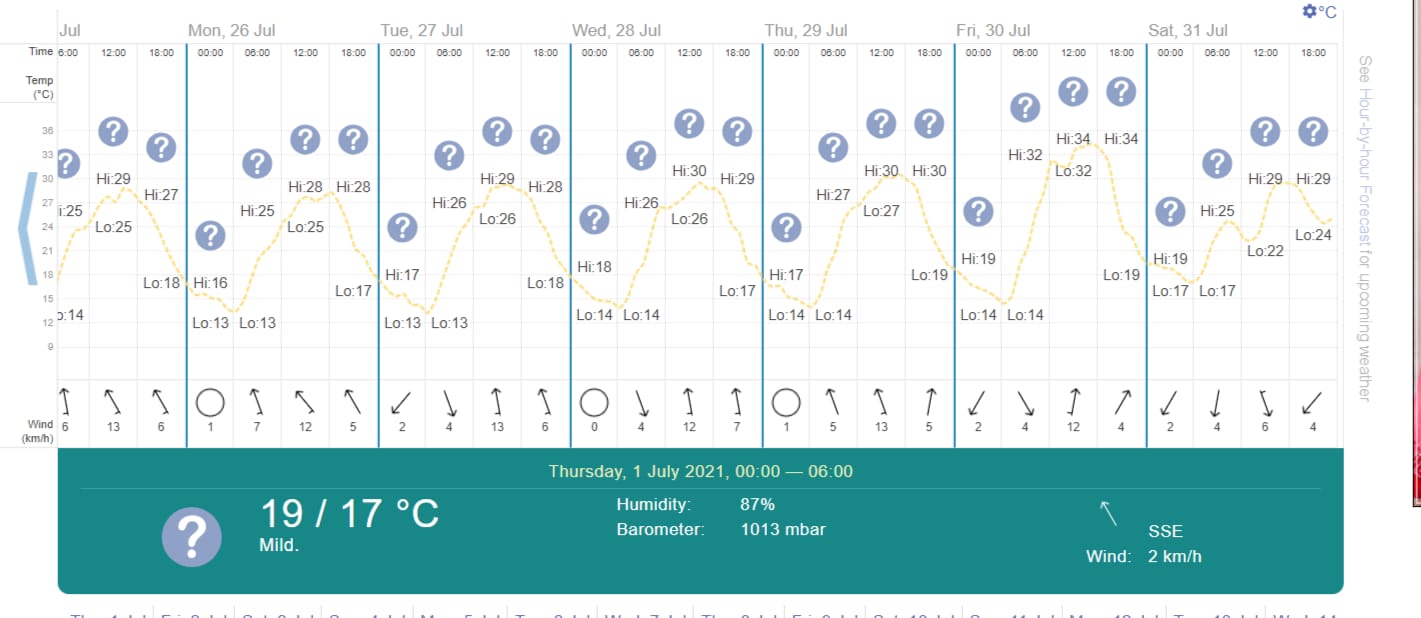 °C
Jul Mon, 26 Jul Tue, 27 Jul Wed, 28 Jul Thu, 29 Jul Fri, 30 Jul Sat, 31 Jul
Time 6:00 12:00 18:00 00:00 06:00 12:00 18:00 00:00 06:00 12:00 18:00 00:00 06:00 12:00 18:00 00:00 06:00 12:00 18:00 00:00 06:00 12:00 18:00 00:00 06:00 12:00 18:00
Temp
(°C)
36
33
30
27
24
21
18
15
12
9
i:25 Hi:29 Hi:27 Hi:16 Hi:25 Hi:28 Hi:28 Hi:17 Hi:26 Hi:29 Hi:28 Hi:18 Hi:26 Hi:30 Hi:29 Hi:17 Hi:27 Hi:30 Hi:30 Hi:19 Hi:32 Hi:34 Hi:34 Hi:19 Hi:25 Hi:29 Hi:29
o:14 Lo:25 Lo:18 Lo:13 Lo:13 Lo:25 Lo:17 Lo:13 Lo:13 Lo:26 Lo:18 Lo:14 Lo:14 Lo:26 Lo:17 Lo:14 Lo:14 Lo:27 Lo:19 Lo:14 Lo:14 Lo:32 Lo:19 Lo:17 Lo:17 Lo:22 Lo:24
Wind
(km/h)
6 13 6 1 7 12 5 2 4 13 6 0 4 12 7 1 5 13 5 2 4 12 4 2 4 6 4
See Hour-by-hour Forecast for upcoming weather
Thursday, 1 July 2021, 00:00 — 06:00
19 / 17 °C
Mild.
Humidity: 87%
Barometer: 1013 mbar
SSE
Wind: 2 km/h